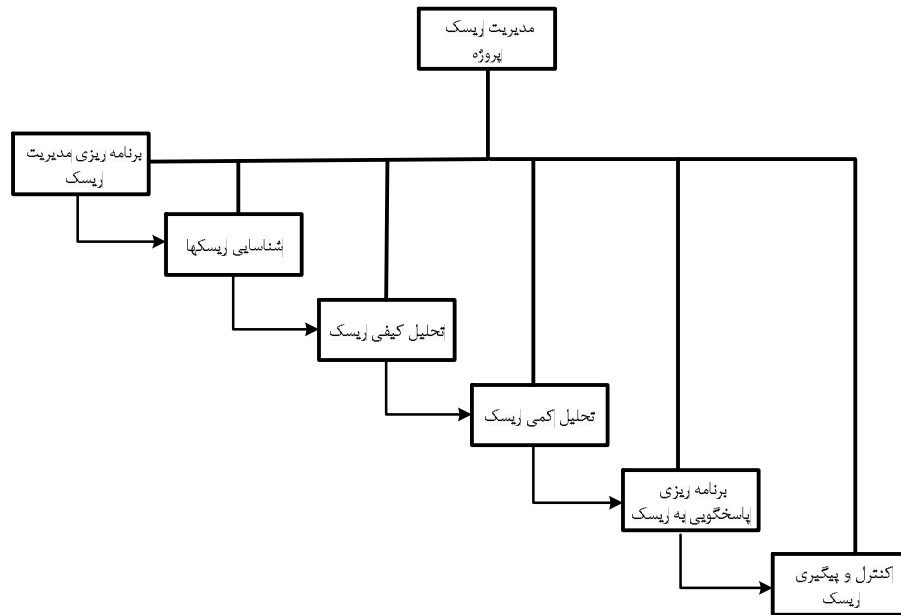 مدیریت ریسک
پروژه
برنامه ریزی مدیریت
ریسک
شناسایی ریسکها
تحلیل کیفی ریسک
تحلیل کمی ریسک
برنامه ریزی
پاسخگویی به ریسک
کنترل و پیگیری
ریسک